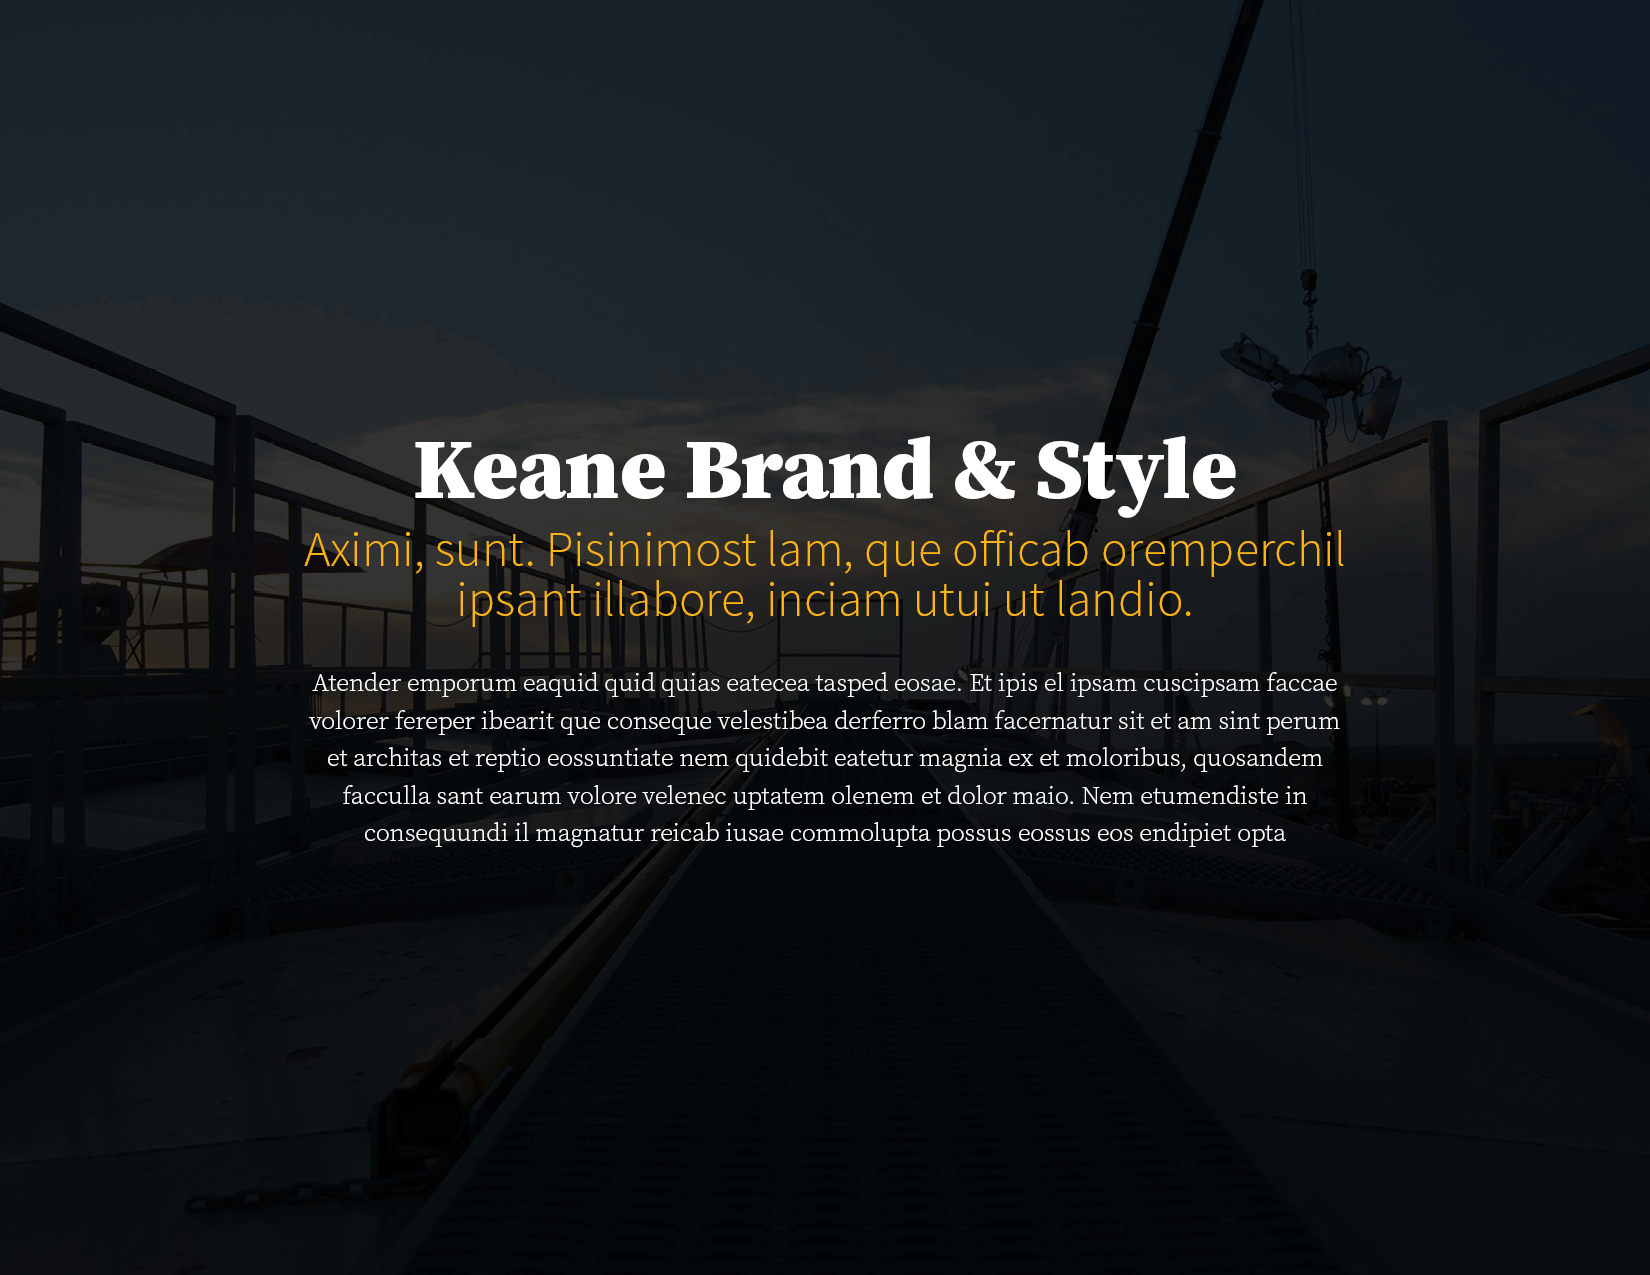 Keane Brand & Style
Aximi, sunt. Pisinimost lam, que officab oremperchil
ipsant illabore, inciam utui ut landio.
Atender emporum eaquid quid quias eatecea tasped eosae. Et ipis el ipsam cuscipsam faccae
volorer fereper ibearit que conseque velestibea derferro blam facernatur sit et am sint perum
et architas et reptio eossuntiate nem quidebit eatetur magnia ex et moloribus, quosandem
facculla sant earum volore velenec uptatem olenem et dolor maio. Nem etumendiste in
consequundi il magnatur reicab iusae commolupta possus eossus eos endipiet opta